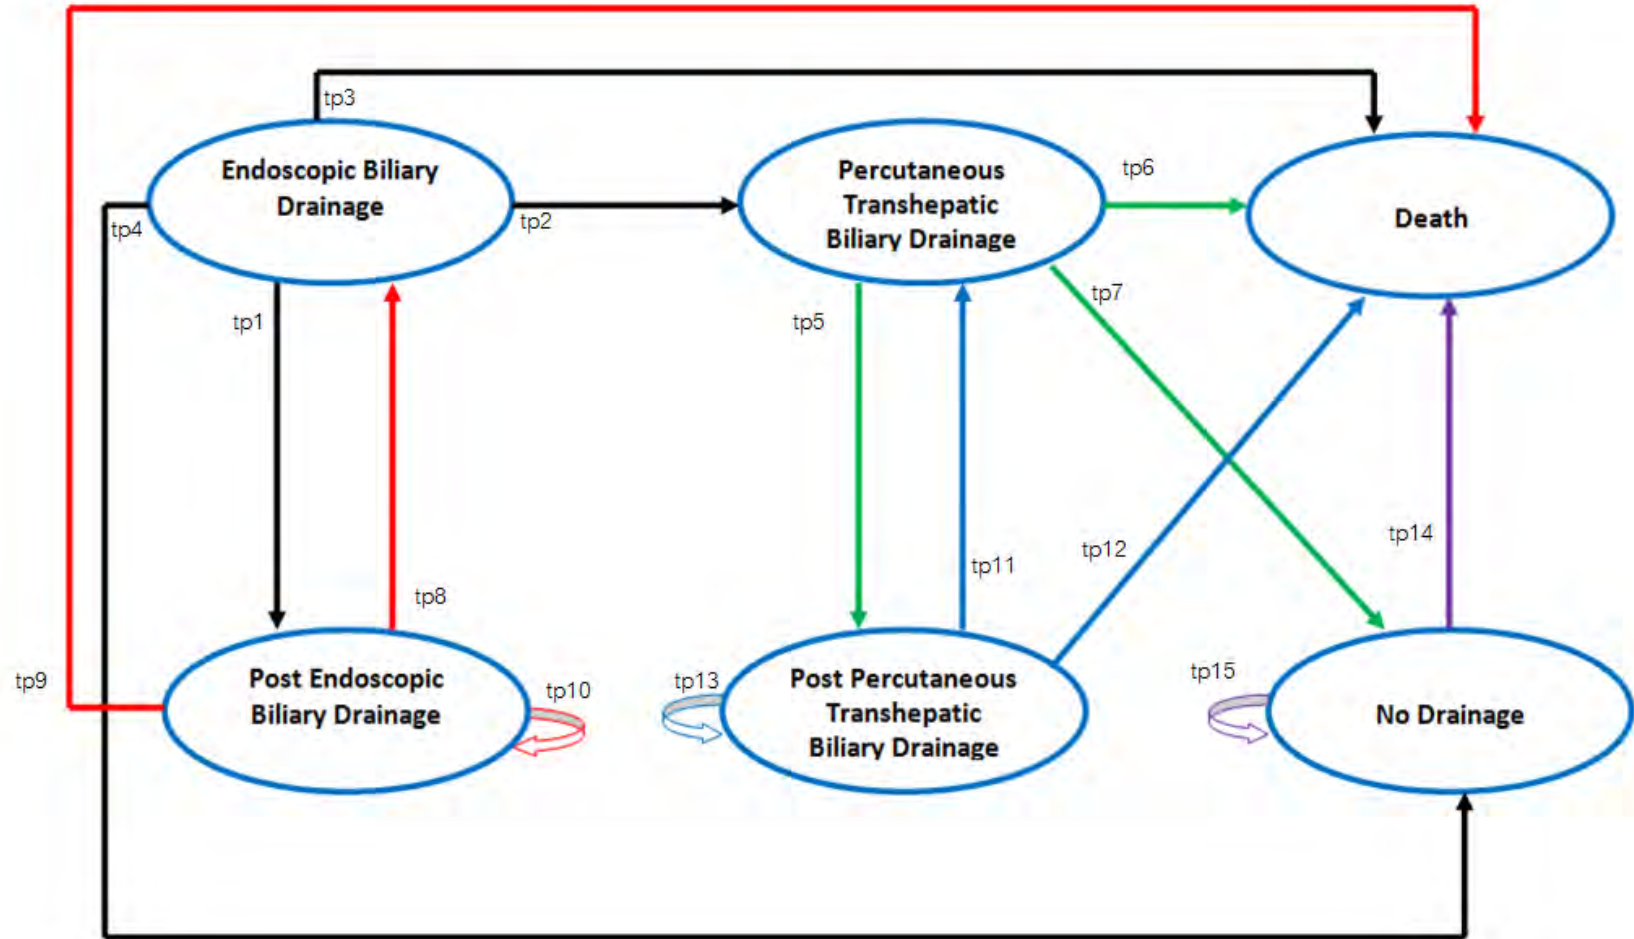 tp3
Endoscopic Biliary
Drainage
tp4
tp2
Percutaneous
Transhepatic
Biliary Drainage
tp6
Death
tp1
tp5
tp7
tp8
tp11
tp12
tp14
tp9
Post Endoscopic
Biliary Drainage
tp10
tp13
Post Percutaneous
Transhepatic
Biliary Drainage
tp15
No Drainage